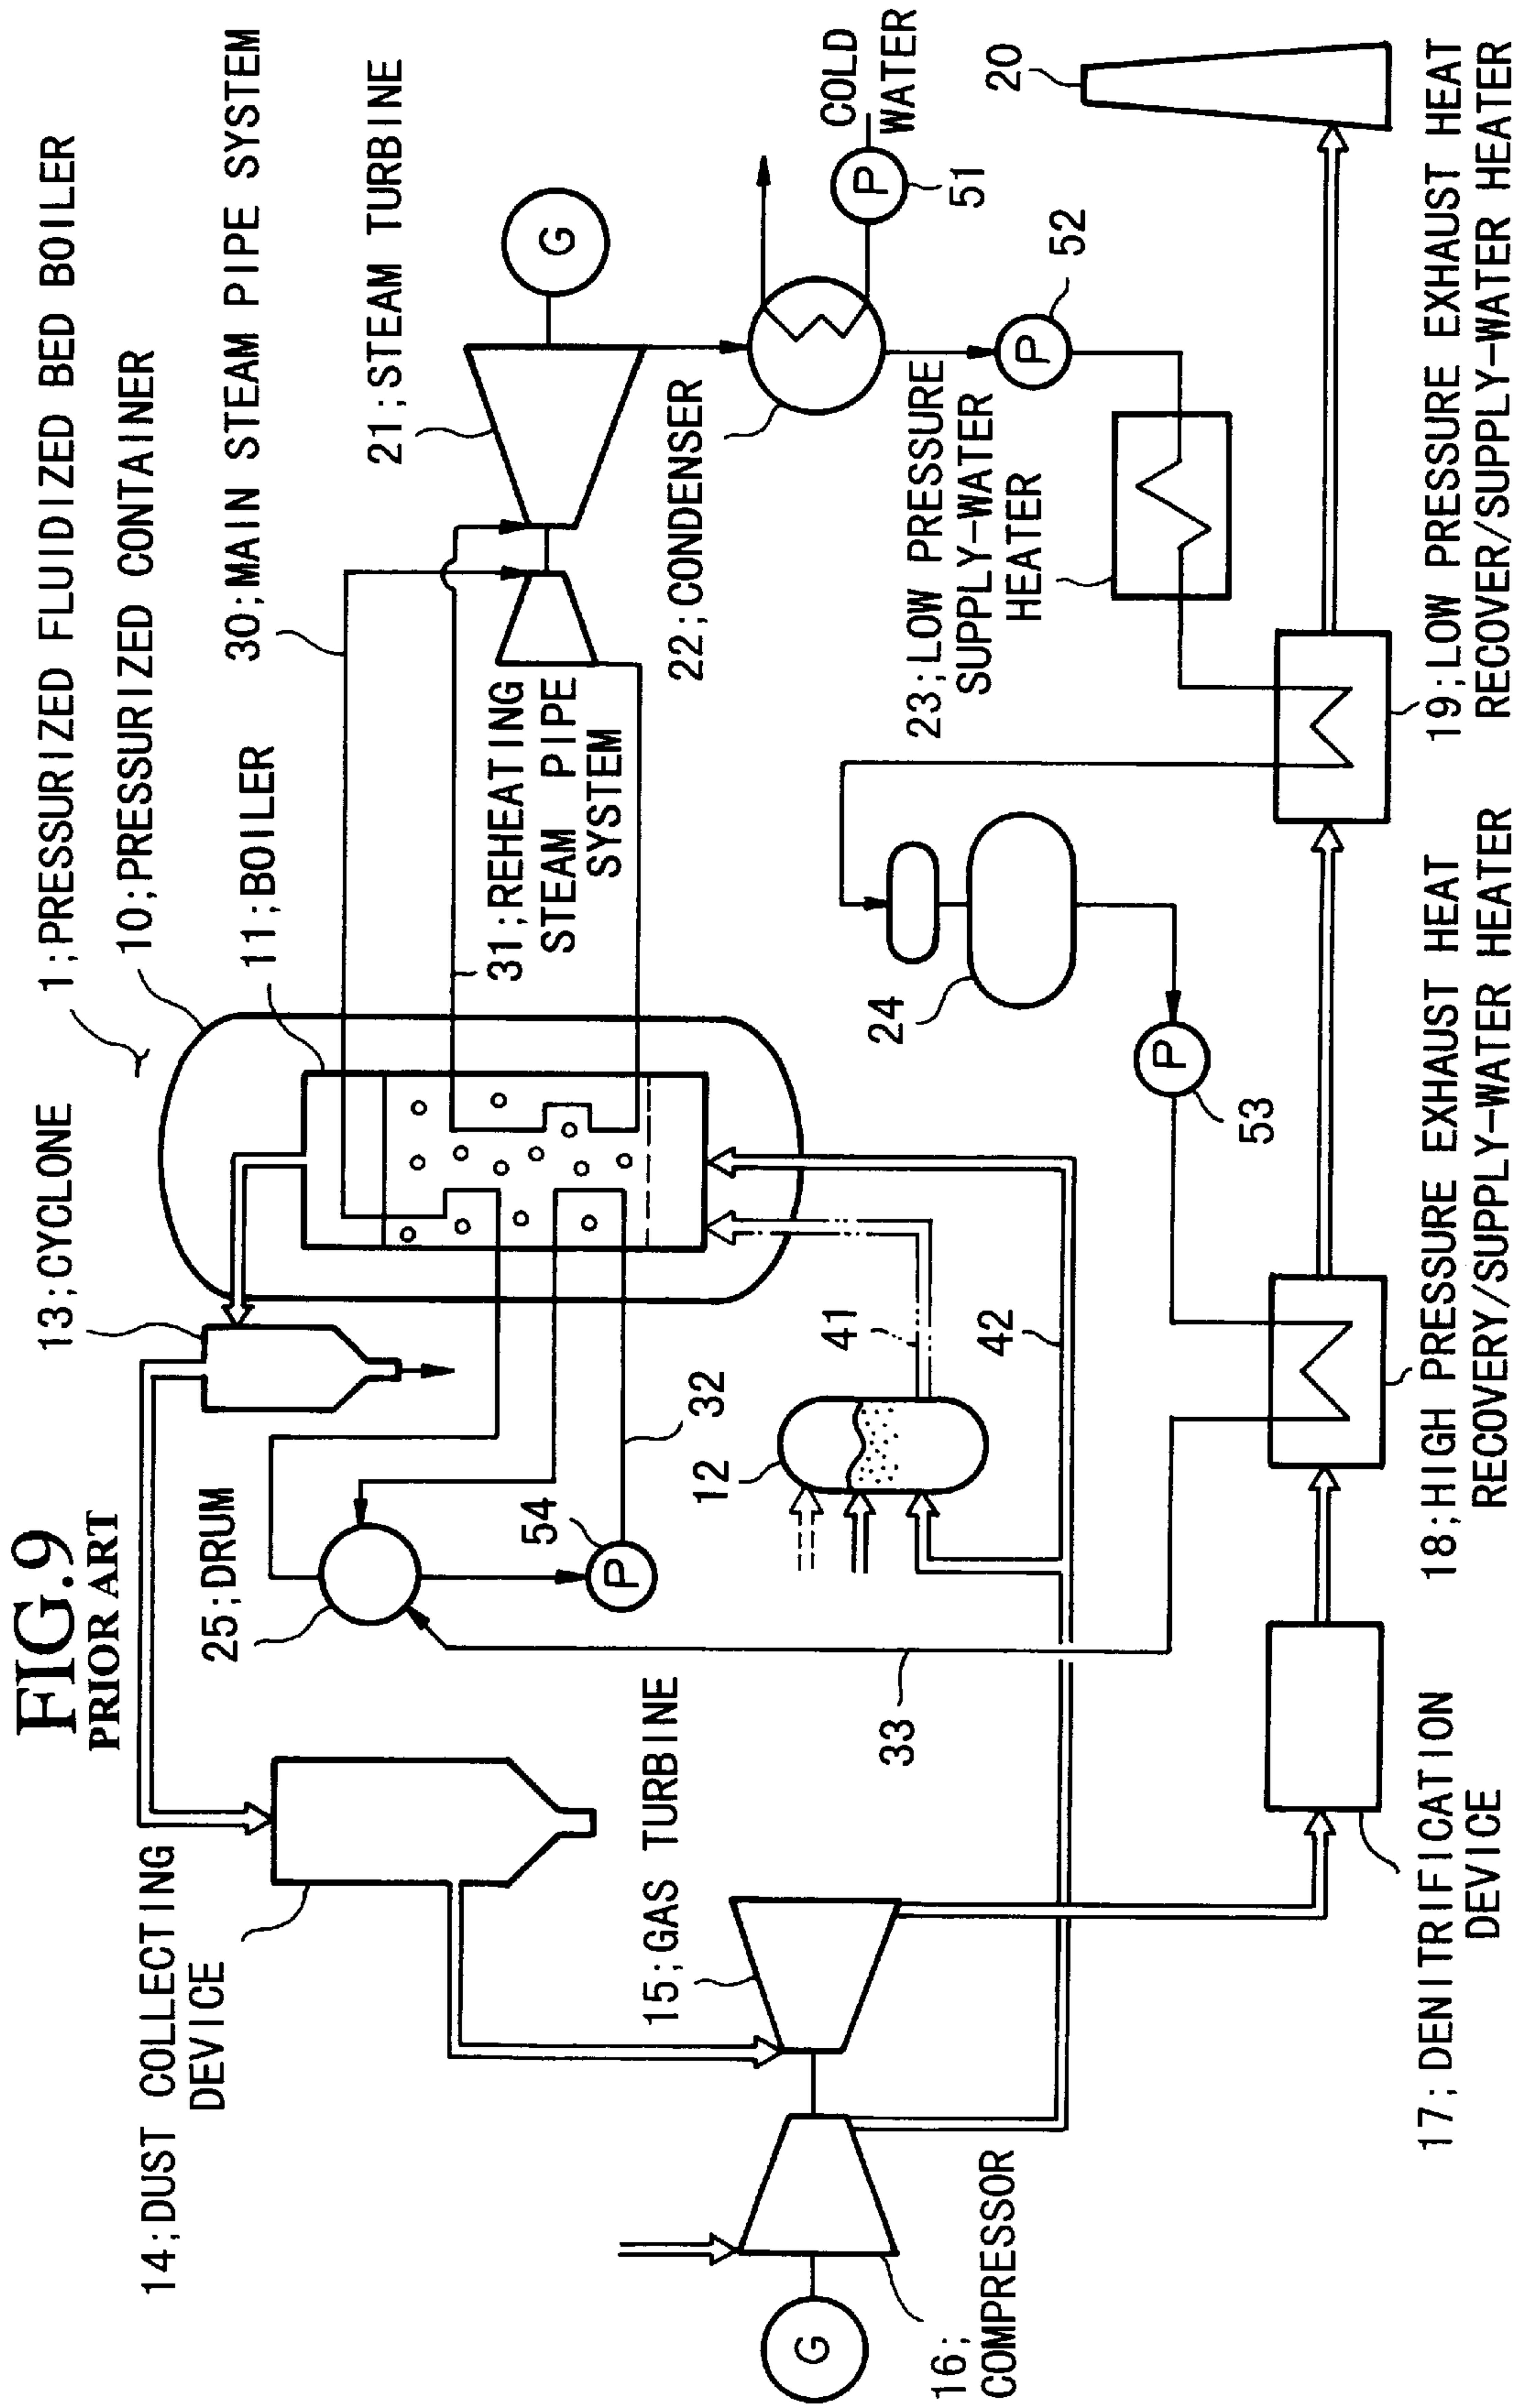 FIG.9
PRIOR ART
1;PRESSURIZED FLUIDIZED BED BOILER
10;PRESSURIZED CONTAINER
11;BOILER
30;MAIN STEAM PIPE SYSTEM
21;STEAM TURBINE
13;CYCLONE
14;DUST COLLECTING
DEVICE
25;DRUM
31;REHEATING
STEAM PIPE
SYSTEM
G
22;CONDENSER
COLD
WATER
P
51
P
54
32
15;GAS TURBINE
12
41
42
24
23;LOW PRESSURE
SUPPLY-WATER
HEATER
P
52
20
33
P
53
G
16;
COMPRESSOR
17;DENITRIFICATION
DEVICE
18;HIGH PRESSURE EXHAUST HEAT
RECOVERY/SUPPLY-WATER HEATER
19;LOW PRESSURE EXHAUST HEAT
RECOVER/SUPPLY-WATER HEATER